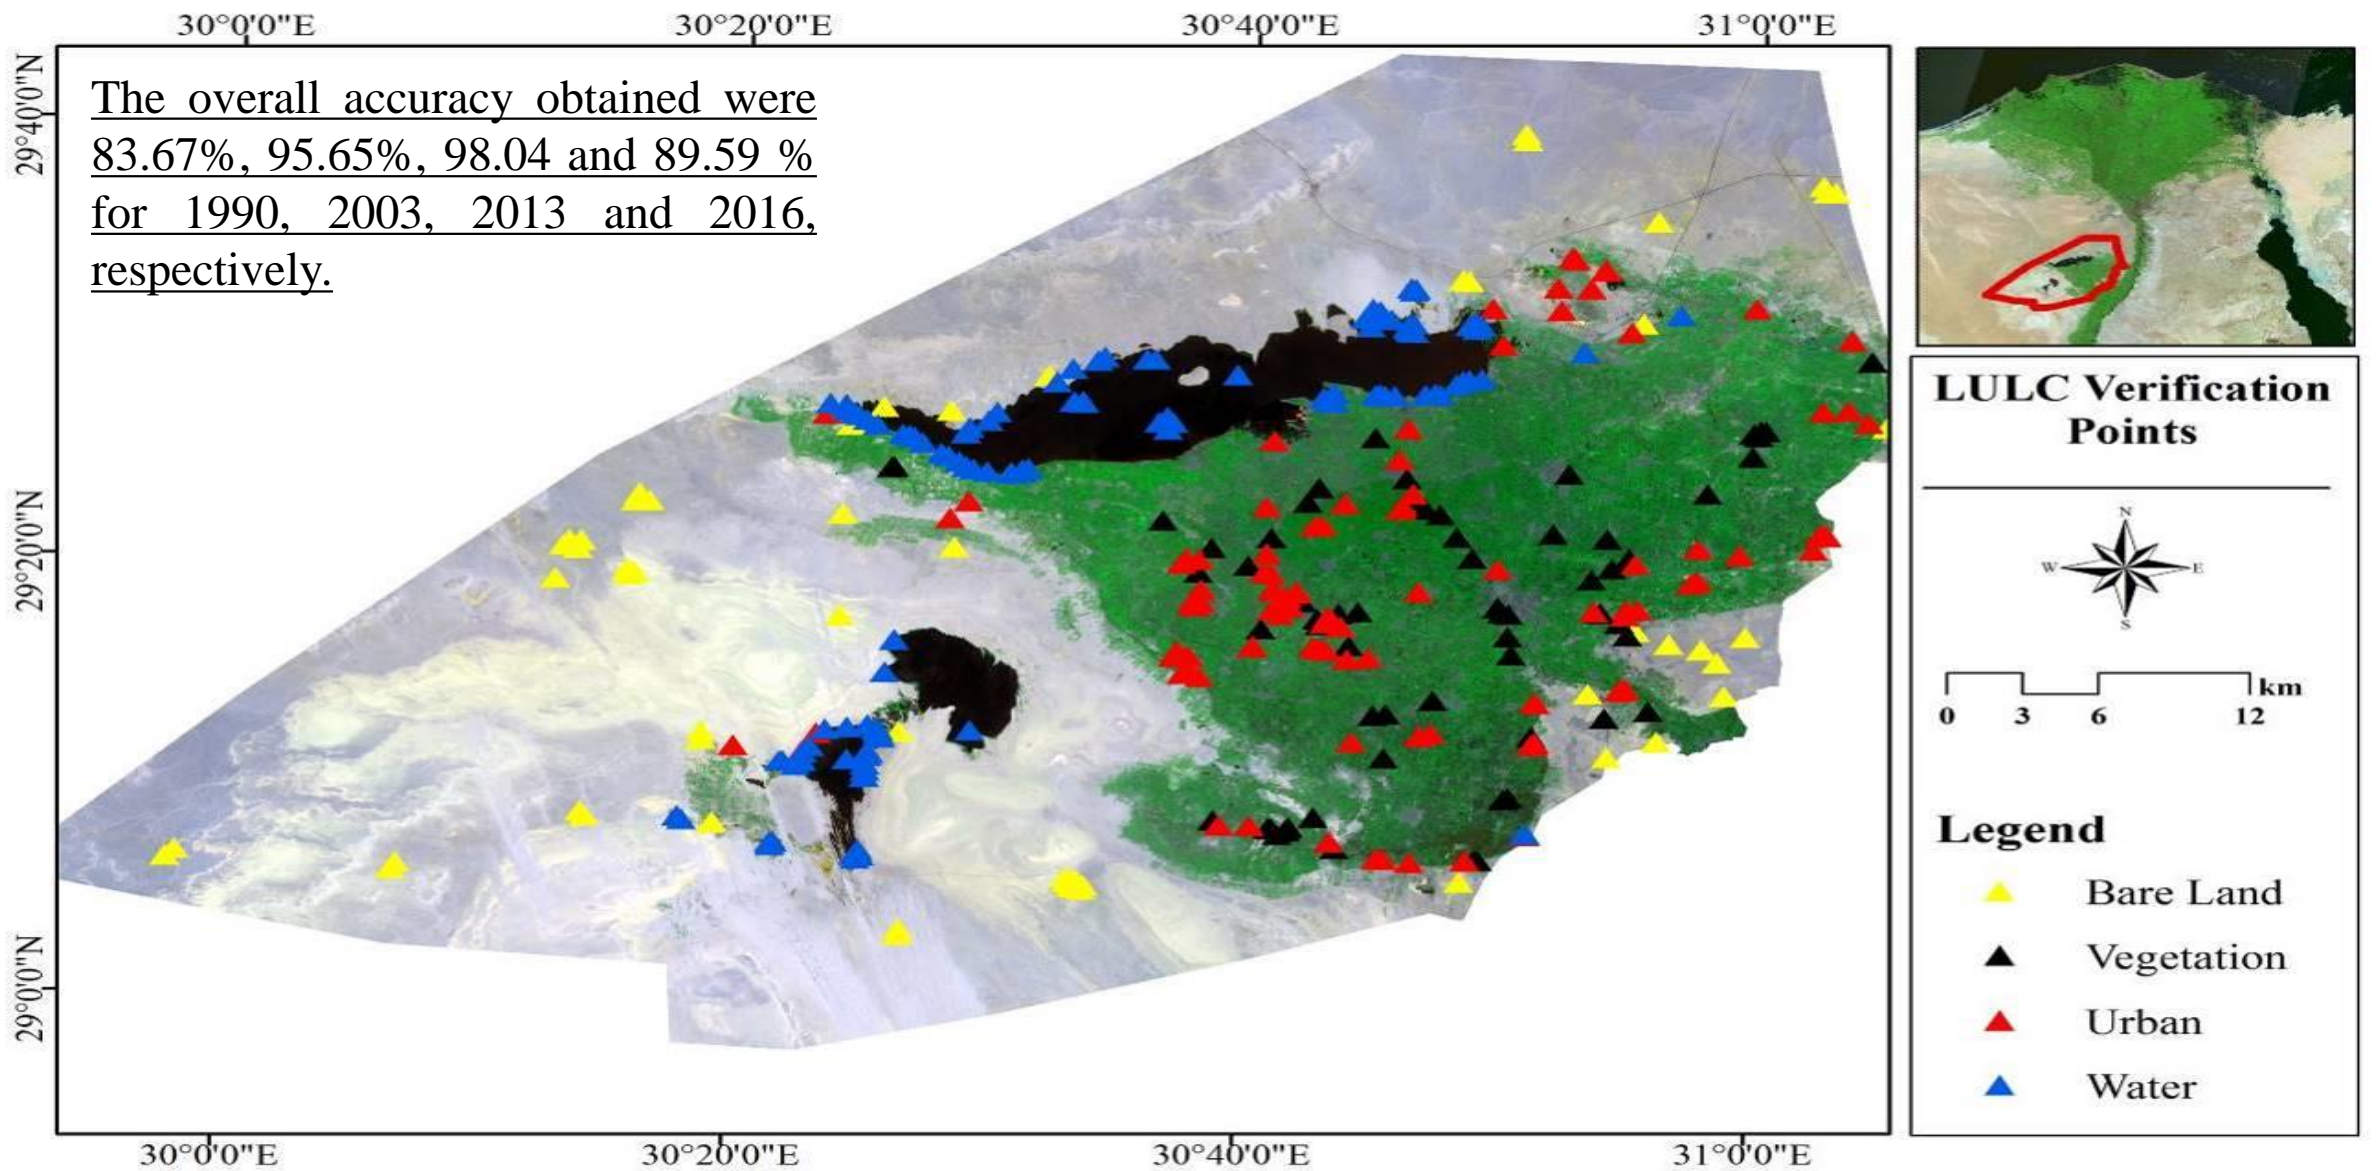 30°0'0"E 30°20'0"E 30°40'0"E 31°0'0"E
29°40'0"N
29°20'0"N
29°0'0"N
The overall accuracy obtained were
83.67%, 95.65%, 98.04 and 89.59 %
for 1990, 2003, 2013 and 2016,
respectively.
30°0'0"E 30°20'0"E 30°40'0"E 31°0'0"E
LULC Verification
Points
N
W E
S
km
0 3 6 12
Legend
Bare Land
Vegetation
Urban
Water